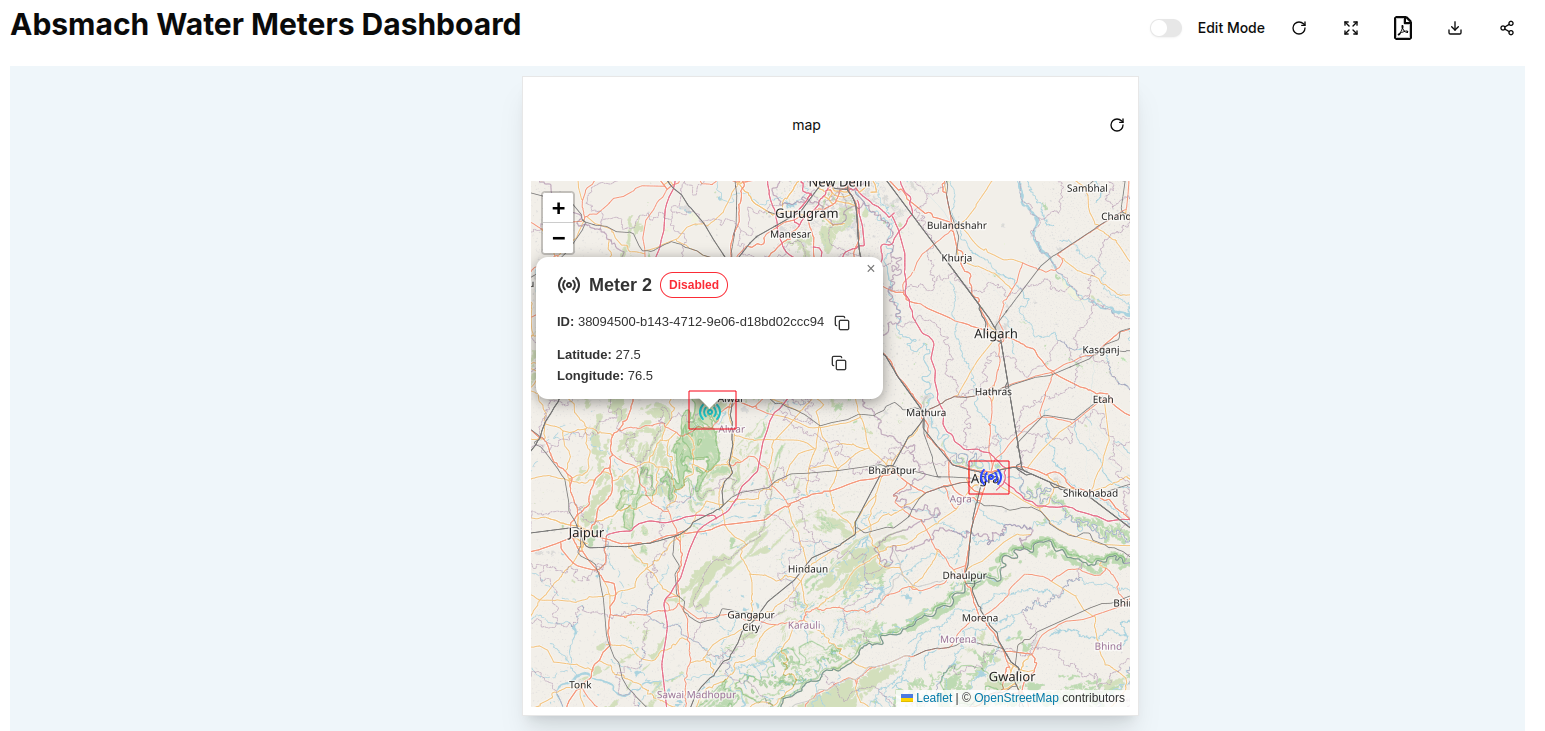 Absmach Water Meters Dashboard
Edit Mode
map
+
−
New Delhi
Sambhal
Gurugram
Chand
Manesar
Bulandshahr
Khurja
×
Meter 2
Disabled
ID: 38094500-b143-4712-9e06-d18bd02ccc94
Latitude: 27.5
Longitude: 76.5
Aligarh
Kasganj
Hathras
Alwar
Etah
Mathura
Alwar
Bharatpur
Agra
Shikohabad
Agra
Jaipur
Hindaun
Dhaulpur
Bhi
Gangapur
City
Karauli
Morena
Morena
Bhind
Gwalior
Tonk
Sawai Madhopur
Leaflet | © OpenStreetMap contributors